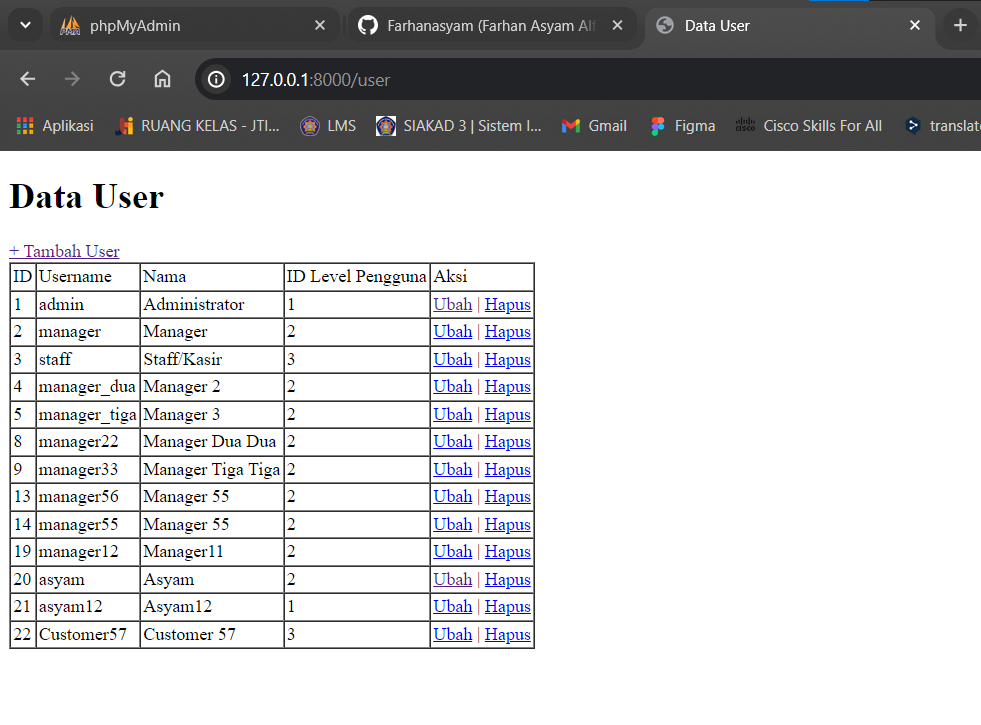 phpMyAdmin
Farhanasyam (Farhan Asyam Alf
Data User
127.0.0.1:8000/user
Aplikasi
RUANG KELAS - JTI...
LMS
SIAKAD 3 | Sistem I...
Gmail
Figma
Cisco Skills For All
translat
Data User
+ Tambah User
ID Username Nama ID Level Pengguna Aksi
1 admin Administrator 1 Ubah | Hapus
2 manager Manager 2 Ubah | Hapus
3 staff Staff/Kasir 3 Ubah | Hapus
4 manager_dua Manager 2 2 Ubah | Hapus
5 manager_tiga Manager 3 2 Ubah | Hapus
8 manager22 Manager Dua Dua 2 Ubah | Hapus
9 manager33 Manager Tiga Tiga 2 Ubah | Hapus
13 manager56 Manager 55 2 Ubah | Hapus
14 manager55 Manager 55 2 Ubah | Hapus
19 manager12 Manager11 2 Ubah | Hapus
20 asyam Asyam 2 Ubah | Hapus
21 asyam12 Asyam12 1 Ubah | Hapus
22 Customer57 Customer 57 3 Ubah | Hapus